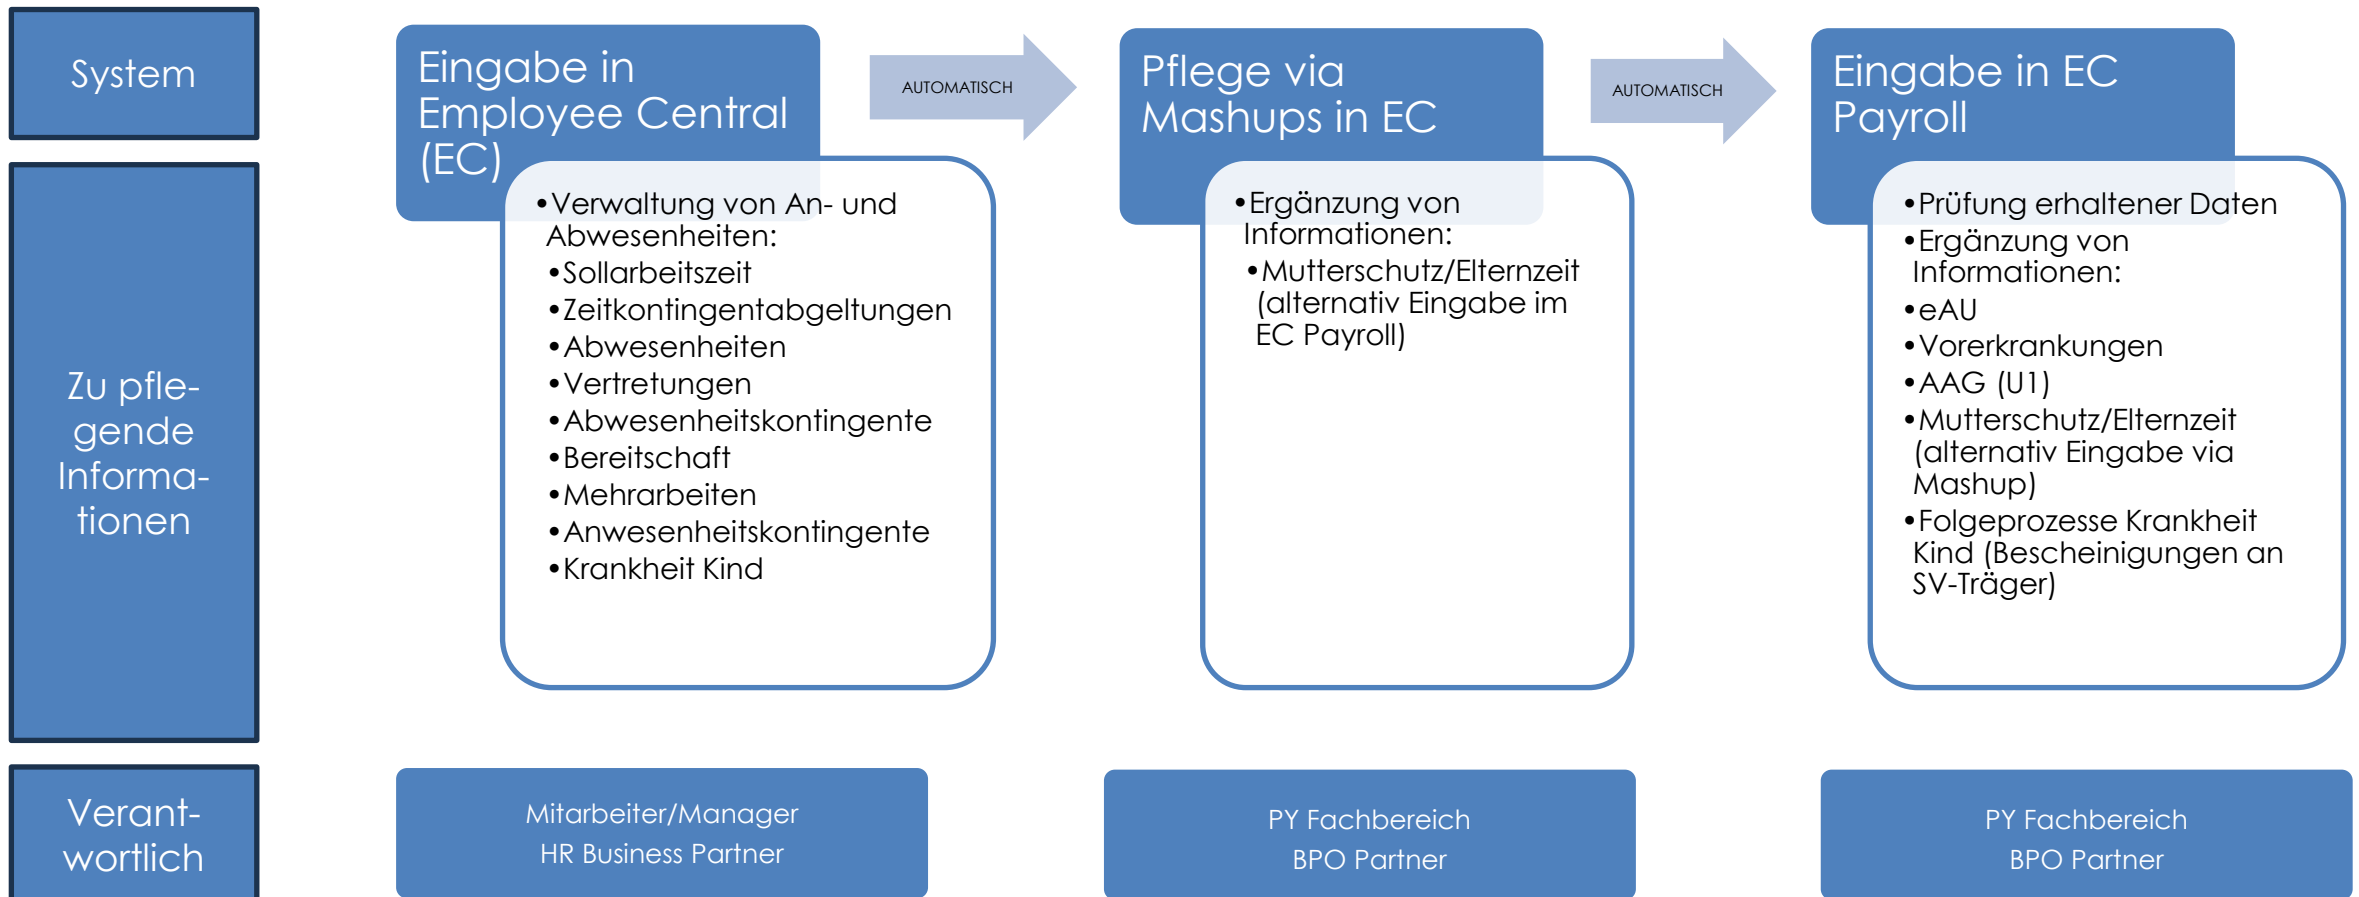 System
Eingabe in
Employee Central
(EC)
AUTOMATISCH
Pflege via
Mashups in EC
AUTOMATISCH
Eingabe in EC
Payroll
Zu pfle-
gende
Informa-
tionen
•Verwaltung von An- und
Abwesenheiten:
•Sollarbeitszeit
•Zeitkontingentabgeltungen
•Abwesenheiten
•Vertretungen
•Abwesenheitskontingente
•Bereitschaft
•Mehrarbeiten
•Anwesenheitskontingente
•Krankheit Kind
•Ergänzung von
Informationen:
•Mutterschutz/Elternzeit
(alternativ Eingabe im
EC Payroll)
•Prüfung erhaltener Daten
•Ergänzung von
Informationen:
•eAU
•Vorerkrankungen
•AAG (U1)
•Mutterschutz/Elternzeit
(alternativ Eingabe via
Mashup)
•Folgeprozesse Krankheit
Kind (Bescheinigungen an
SV-Träger)
Verant-
wortlich
Mitarbeiter/Manager
HR Business Partner
PY Fachbereich
BPO Partner
PY Fachbereich
BPO Partner